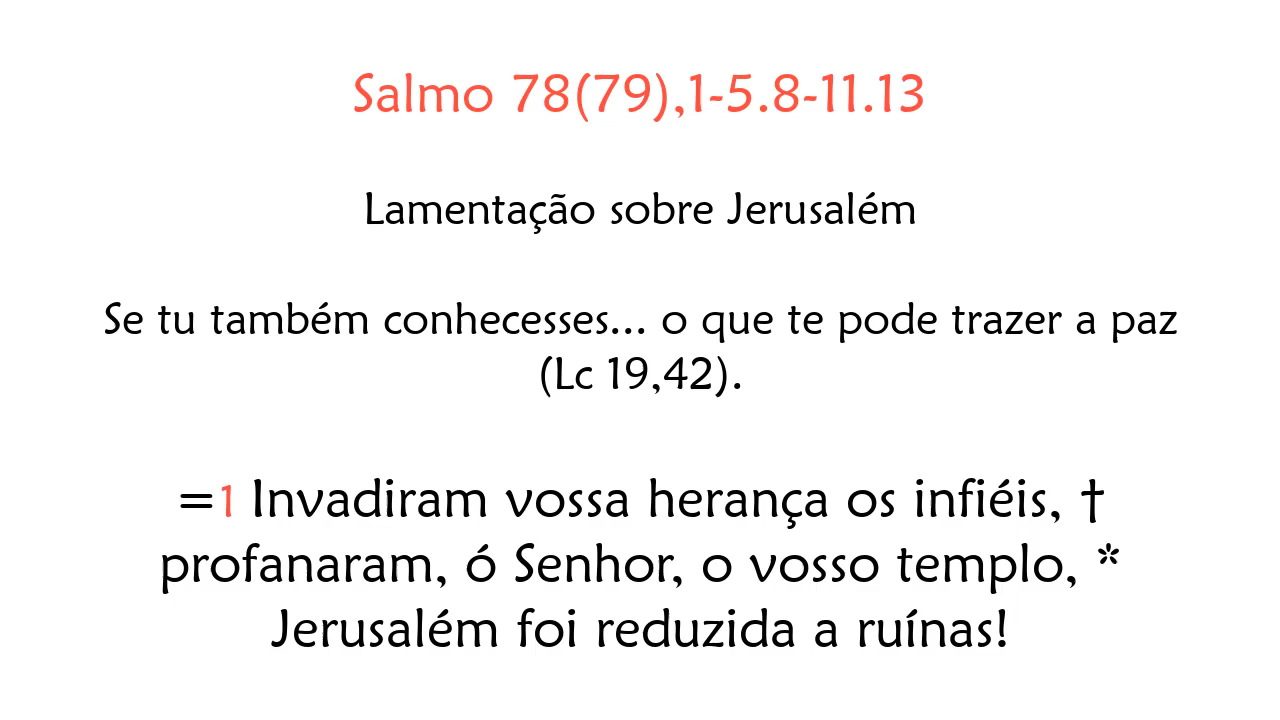 Salmo 78(79),1-5.8-11.13
Lamentação sobre Jerusalém
Se tu também conhecesses... o que te pode trazer a paz
(Lc 19,42).
=1 Invadiram vossa herança os infiéis, †
profanaram, ó Senhor, o vosso templo, *
Jerusalém foi reduzida a ruínas!